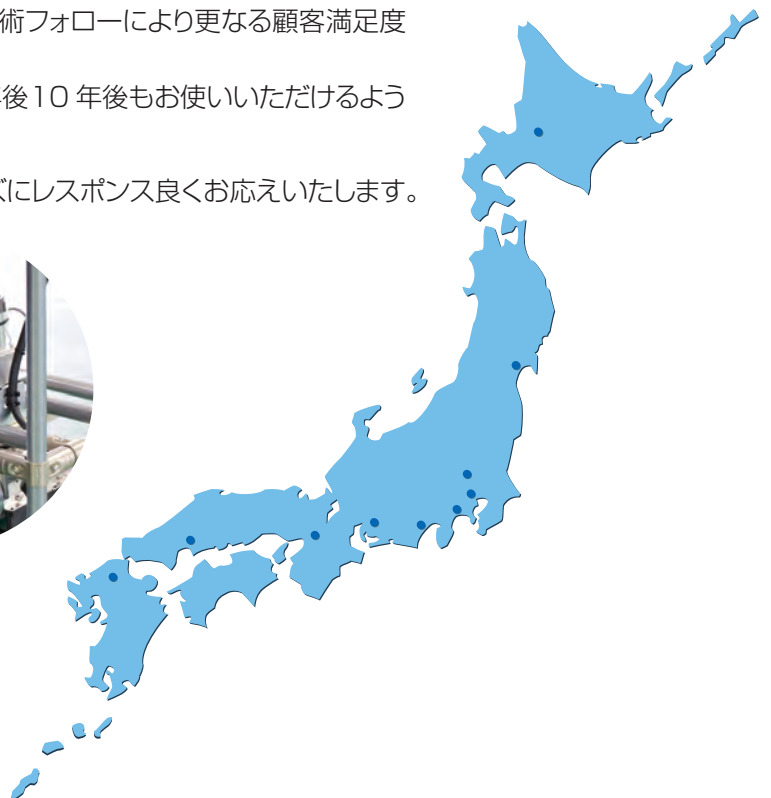 術フォローにより更なる顧客満足度
後10 年後もお使いいただけるよう
にレスポンス良くお応えいたします。